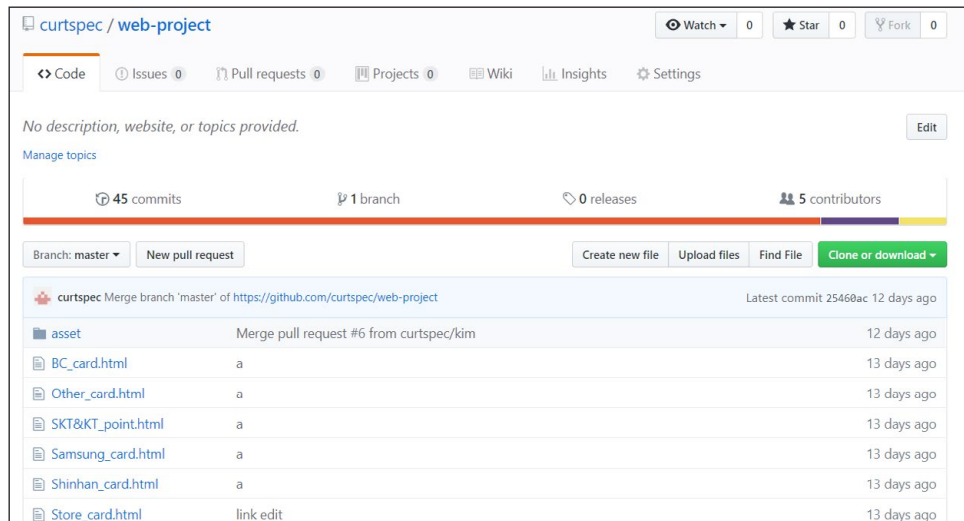 curtspec / web-project
Watch 0 Star 0 Fork 0
Code Issues 0 Pull requests 0 Projects 0 Wiki Insights Settings
No description, website, or topics provided. Edit
Manage topics
45 commits 1 branch 0 releases 5 contributors
Branch: master New pull request Create new file Upload files Find File Clone or download
curtspec Merge branch 'master' of https://github.com/curtspec/web-project Latest commit 25460ac 12 days ago
asset Merge pull request #6 from curtspec/kim 12 days ago
BC_card.html a 13 days ago
Other_card.html a 13 days ago
SKT&KT_point.html a 13 days ago
Samsung_card.html a 13 days ago
Shinhan_card.html a 13 days ago
Store_card.html link edit 13 days ago